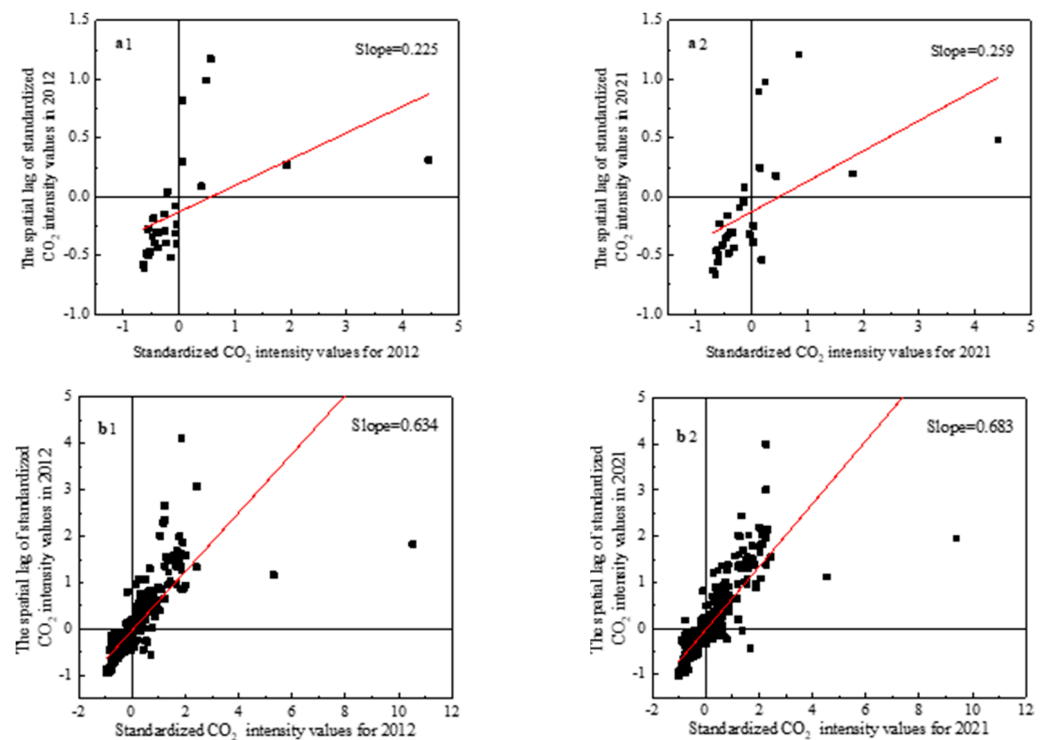 a1
Slope=0.225
1.5
1.0
0.5
0.0
-0.5
-1.0
-1
0
1
2
3
4
5
The spatial lag of standardized
CO₂ intensity values in 2012
Standardized CO₂ intensity values for 2012
a2
Slope=0.259
1.5
1.0
0.5
0.0
-0.5
-1.0
-1
0
1
2
3
4
5
The spatial lag of standardized
CO₂ intensity values in 2021
Standardized CO₂ intensity values for 2021
b1
Slope=0.634
5
4
3
2
1
0
-1
-2
0
2
4
6
8
10
12
The spatial lag of standardized
CO₂ intensity values in 2012
Standardized CO₂ intensity values for 2012
b2
Slope=0.683
5
4
3
2
1
0
-1
-2
0
2
4
6
8
10
12
The spatial lag of standardized
CO₂ intensity values in 2021
Standardized CO₂ intensity values for 2021